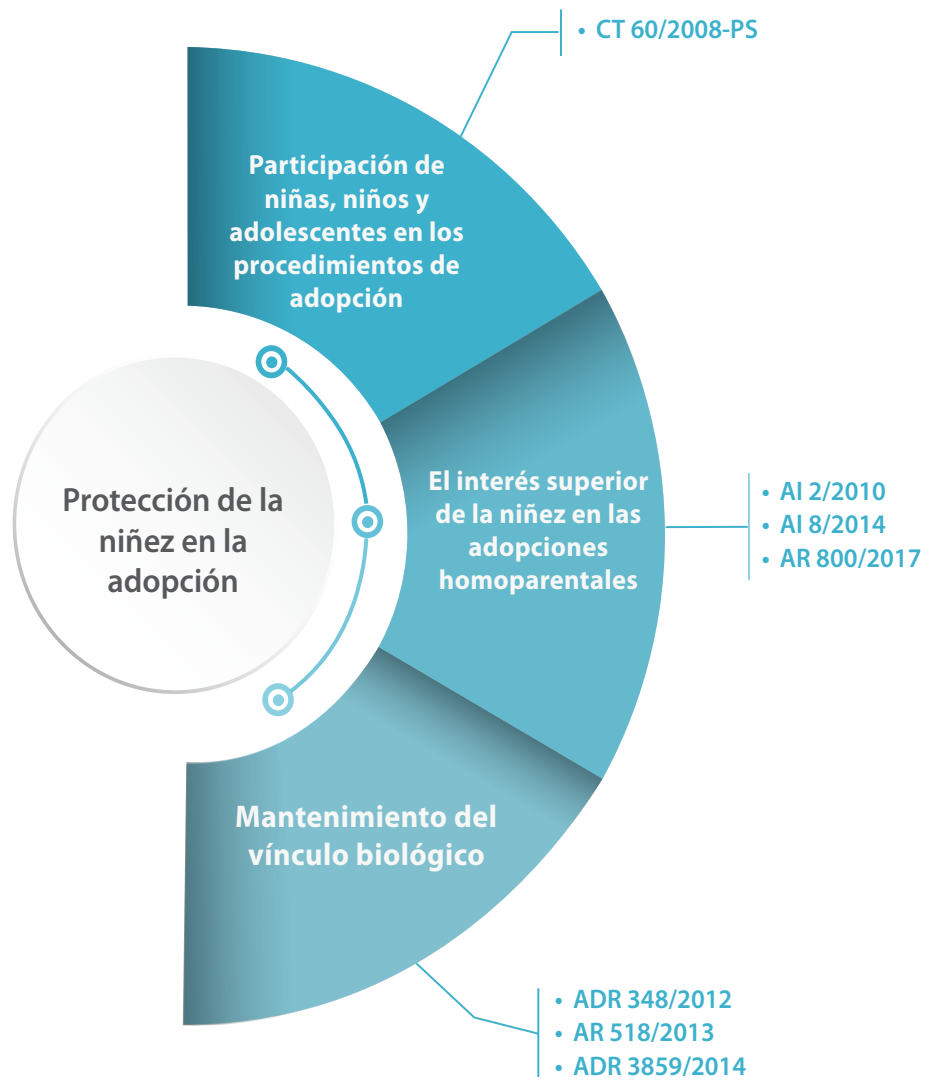 • CT 60/2008-PS
Participación de
niñas, niños y
adolescentes en los
procedimientos de
adopción
Protección de la
niñez en la
adopción
El interés superior
de la niñez en las
adopciones
homoparentales
• AI 2/2010
• AI 8/2014
• AR 800/2017
Mantenimiento del
vínculo biológico
• ADR 348/2012
• AR 518/2013
• ADR 3859/2014